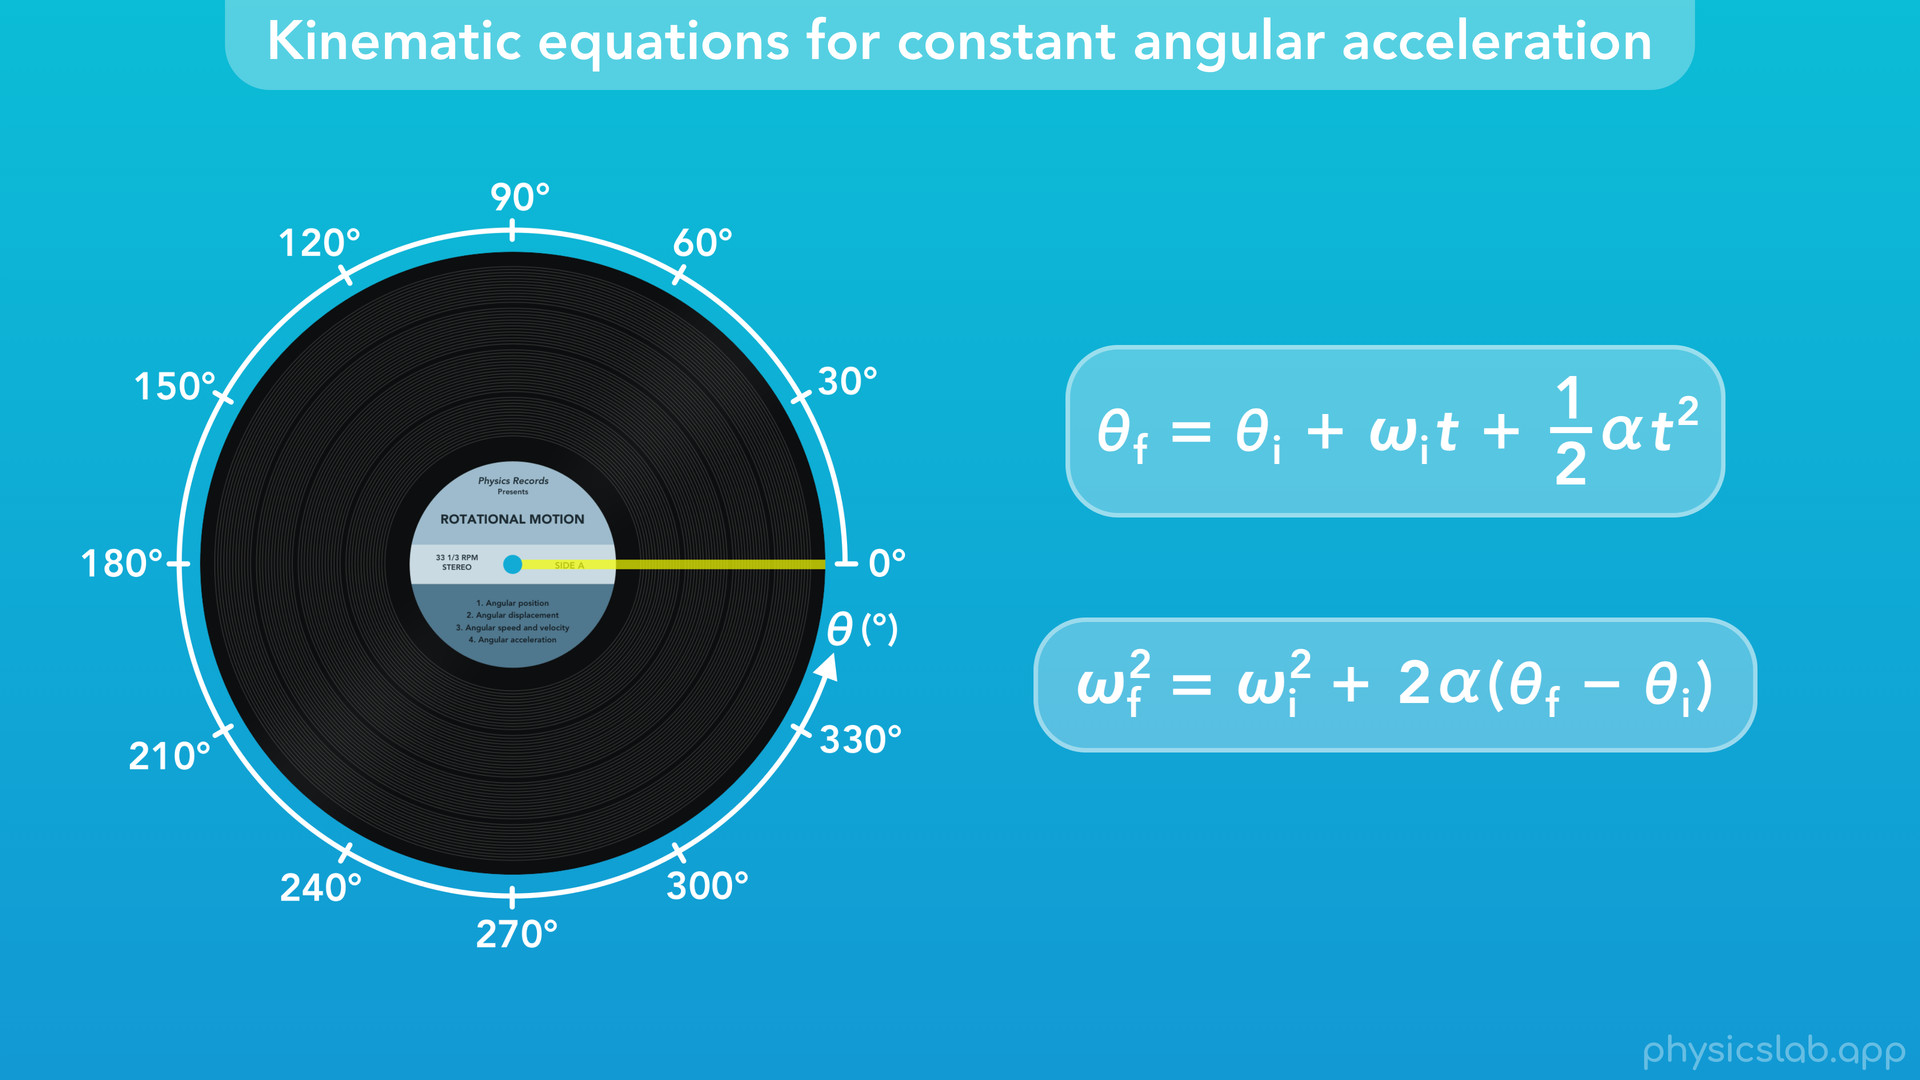 Kinematic equations for constant angular acceleration
90°
120°
60°
150°
30°
180°
0°
θ (°)
210°
330°
240°
300°
270°
Physics Records
Presents
ROTATIONAL MOTION
33 1/3 RPM
STEREO
SIDE A
1. Angular position
2. Angular displacement
3. Angular speed and velocity
4. Angular acceleration
θf = θi + ωi t + 1/2 α t²
ωf² = ωi² + 2α(θf − θi)
physicslab.app